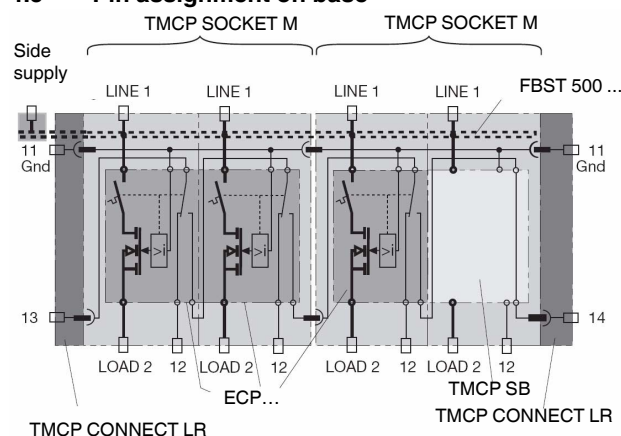 4.6 Pin assignment on base
TMCP SOCKET M TMCP SOCKET M
Side
supply
LINE 1 LINE 1 LINE 1 LINE 1
FBST 500 ...
11
Gnd
11
Gnd
>i >i >i
13 14
LOAD 2 12 LOAD 2 12 LOAD 2 12 LOAD 2 12
ECP…
TMCP SB
TMCP CONNECT LR
TMCP CONNECT LR